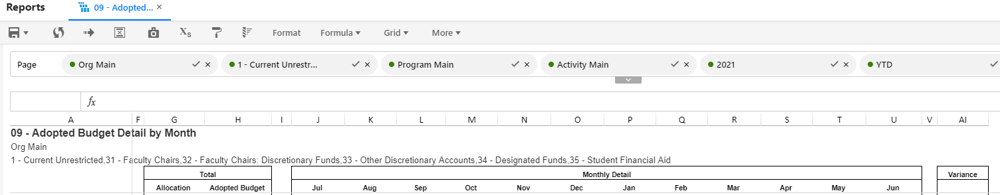 Reports 09 - Adopted... ×
Xs Format Formula Grid More
Page Org Main 1 - Current Unrestr... Program Main Activity Main 2021 YTD
fx
A F G H I J K L M N O P Q R S T U V AI
09 - Adopted Budget Detail by Month
Org Main
1 - Current Unrestricted,31 - Faculty Chairs,32 - Faculty Chairs: Discretionary Funds,33 - Other Discretionary Accounts,34 - Designated Funds,35 - Student Financial Aid
Total Monthly Detail Variance
Allocation Adopted Budget Jul Aug Sep Oct Nov Dec Jan Feb Mar Apr May Jun